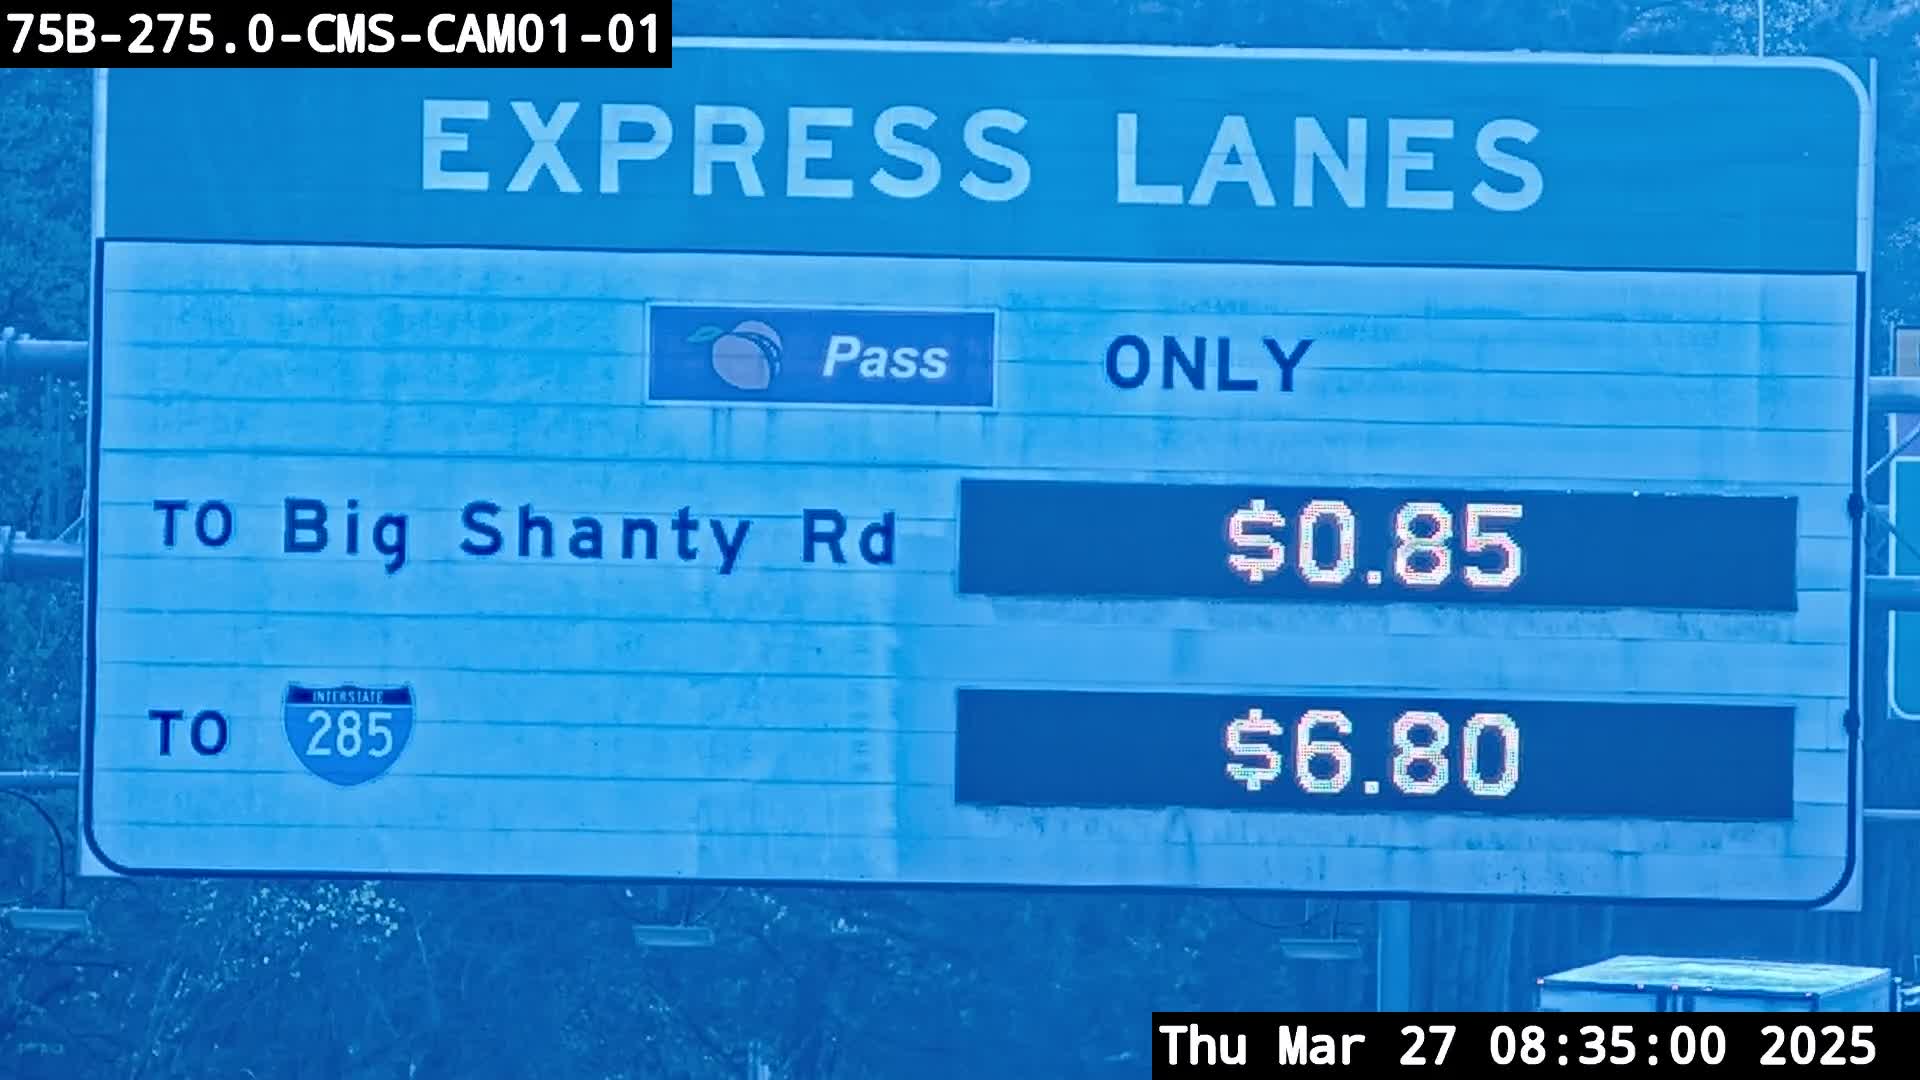 75B-275.0-CMS-CAM01-01
EXPRESS LANES
Pass ONLY
TO Big Shanty Rd $0.85
TO INTERSTATE 285 $6.80
Thu Mar 27 08:35:00 2025